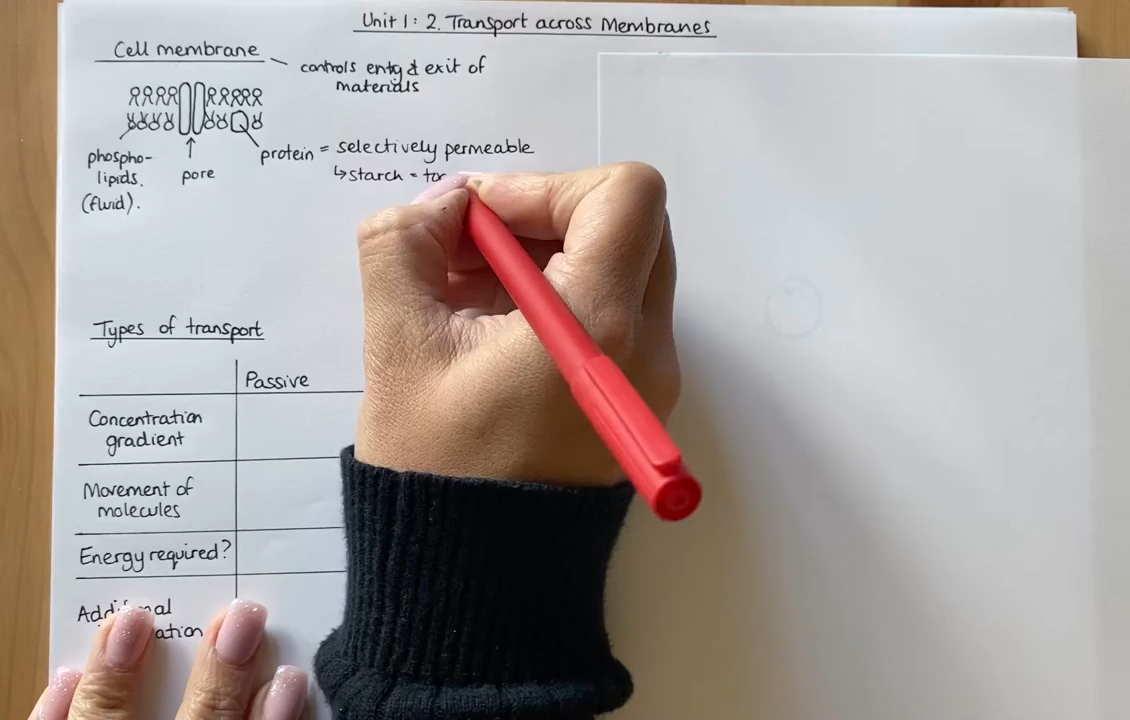 Unit 1: 2. Transport across Membranes
Cell membrane
controls entry & exit of
materials
phospho-
lipids.
(fluid).
pore
protein = selectively permeable
↳ starch =
Types of transport
Passive
Concentration
gradient
Movement of
molecules
Energy required?